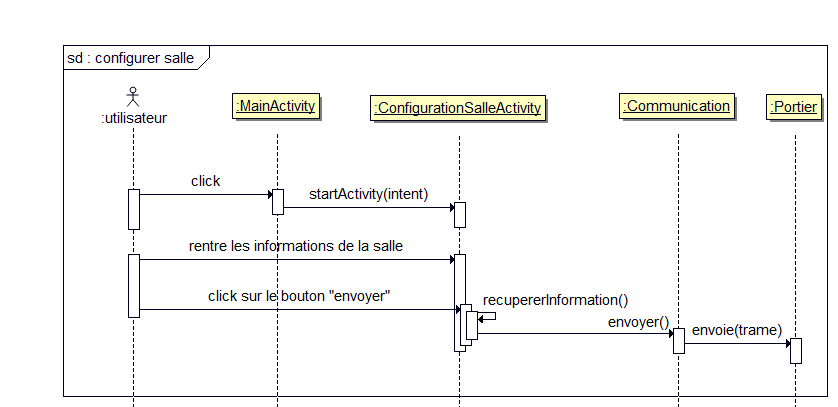 sd : configurer salle
:utilisateur
:MainActivity
:ConfigurationSalleActivity
:Communication
:Portier
click
startActivity(intent)
rentre les informations de la salle
click sur le bouton "envoyer"
recupererInformation()
envoyer()
envoie(trame)